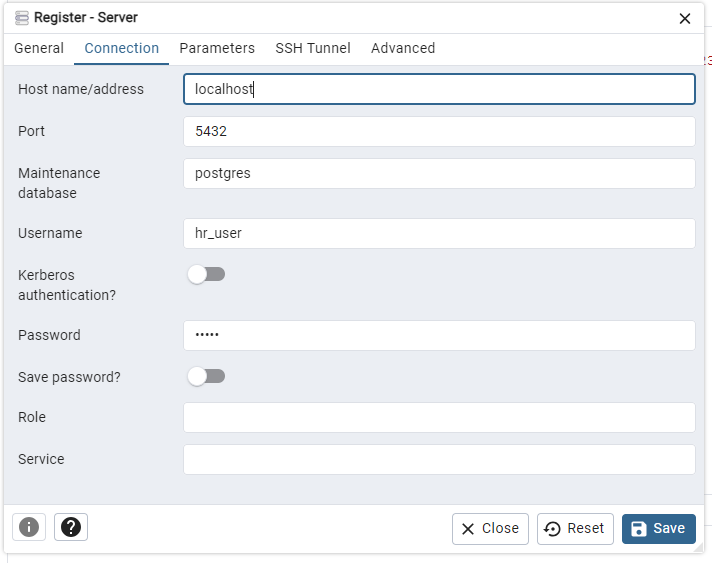 Register - Server
General Connection Parameters SSH Tunnel Advanced
Host name/address localhost
Port 5432
Maintenance
database postgres
Username hr_user
Kerberos
authentication?
Password •••••
Save password?
Role
Service
Close Reset Save